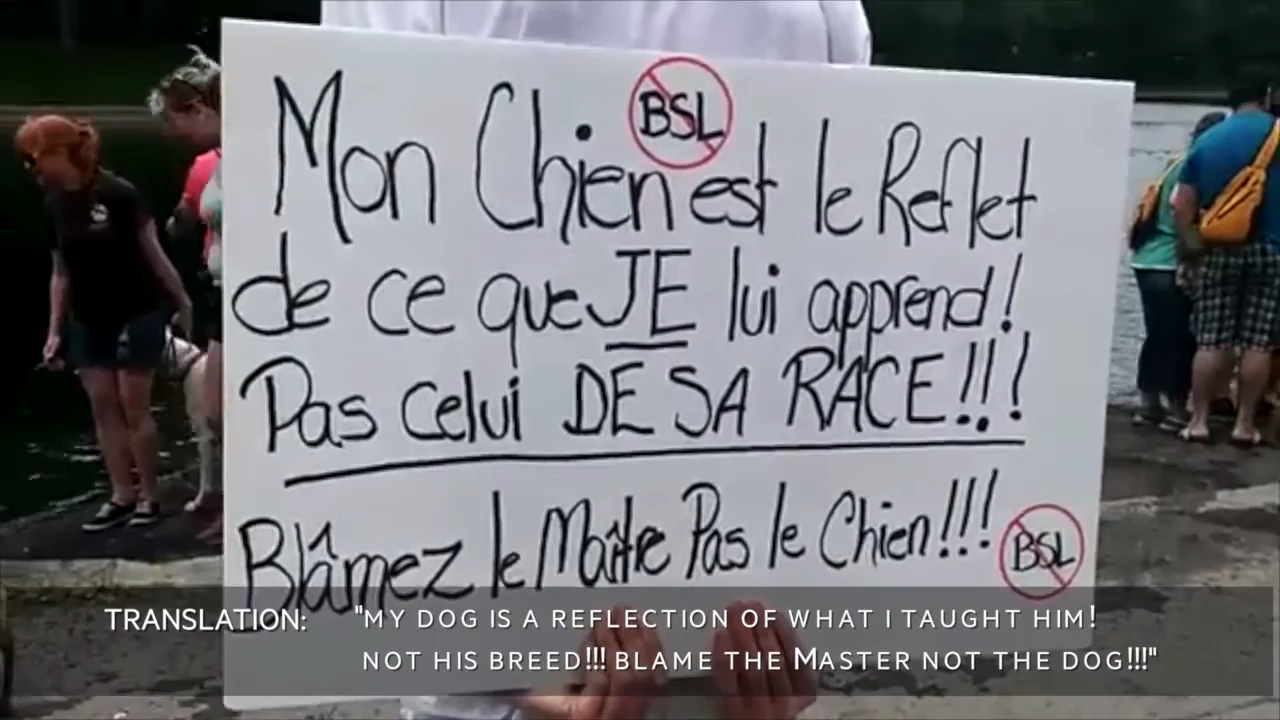 BSL
Mon Chien est le Reflet
de ce que JE lui apprend!
Pas celui DE SA RACE!!!
Blâmez le Maître Pas le Chien!!!
BSL
TRANSLATION: "MY DOG IS A REFLECTION OF WHAT I TAUGHT HIM!
NOT HIS BREED!!! BLAME THE MASTER NOT THE DOG!!!"